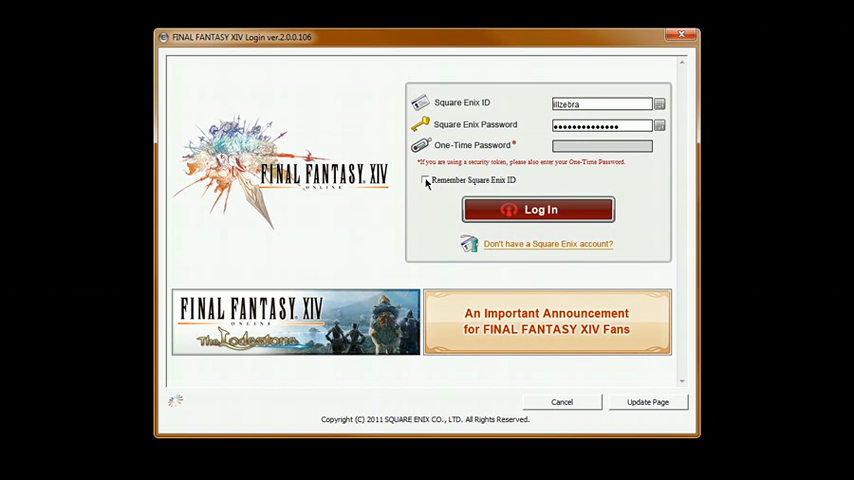 FINAL FANTASY XIV Login ver.2.0.0.106
Square Enix ID
illzebra
Square Enix Password
One-Time Password*
*If you are using a security token, please also enter your One-Time Password.
Remember Square Enix ID
Log In
Don't have a Square Enix account?
FINAL FANTASY XIV
ONLINE
FINAL FANTASY XIV
ONLINE
The Lodestone
An Important Announcement
for FINAL FANTASY XIV Fans
Cancel
Update Page
Copyright (C) 2011 SQUARE ENIX CO., LTD. All Rights Reserved.